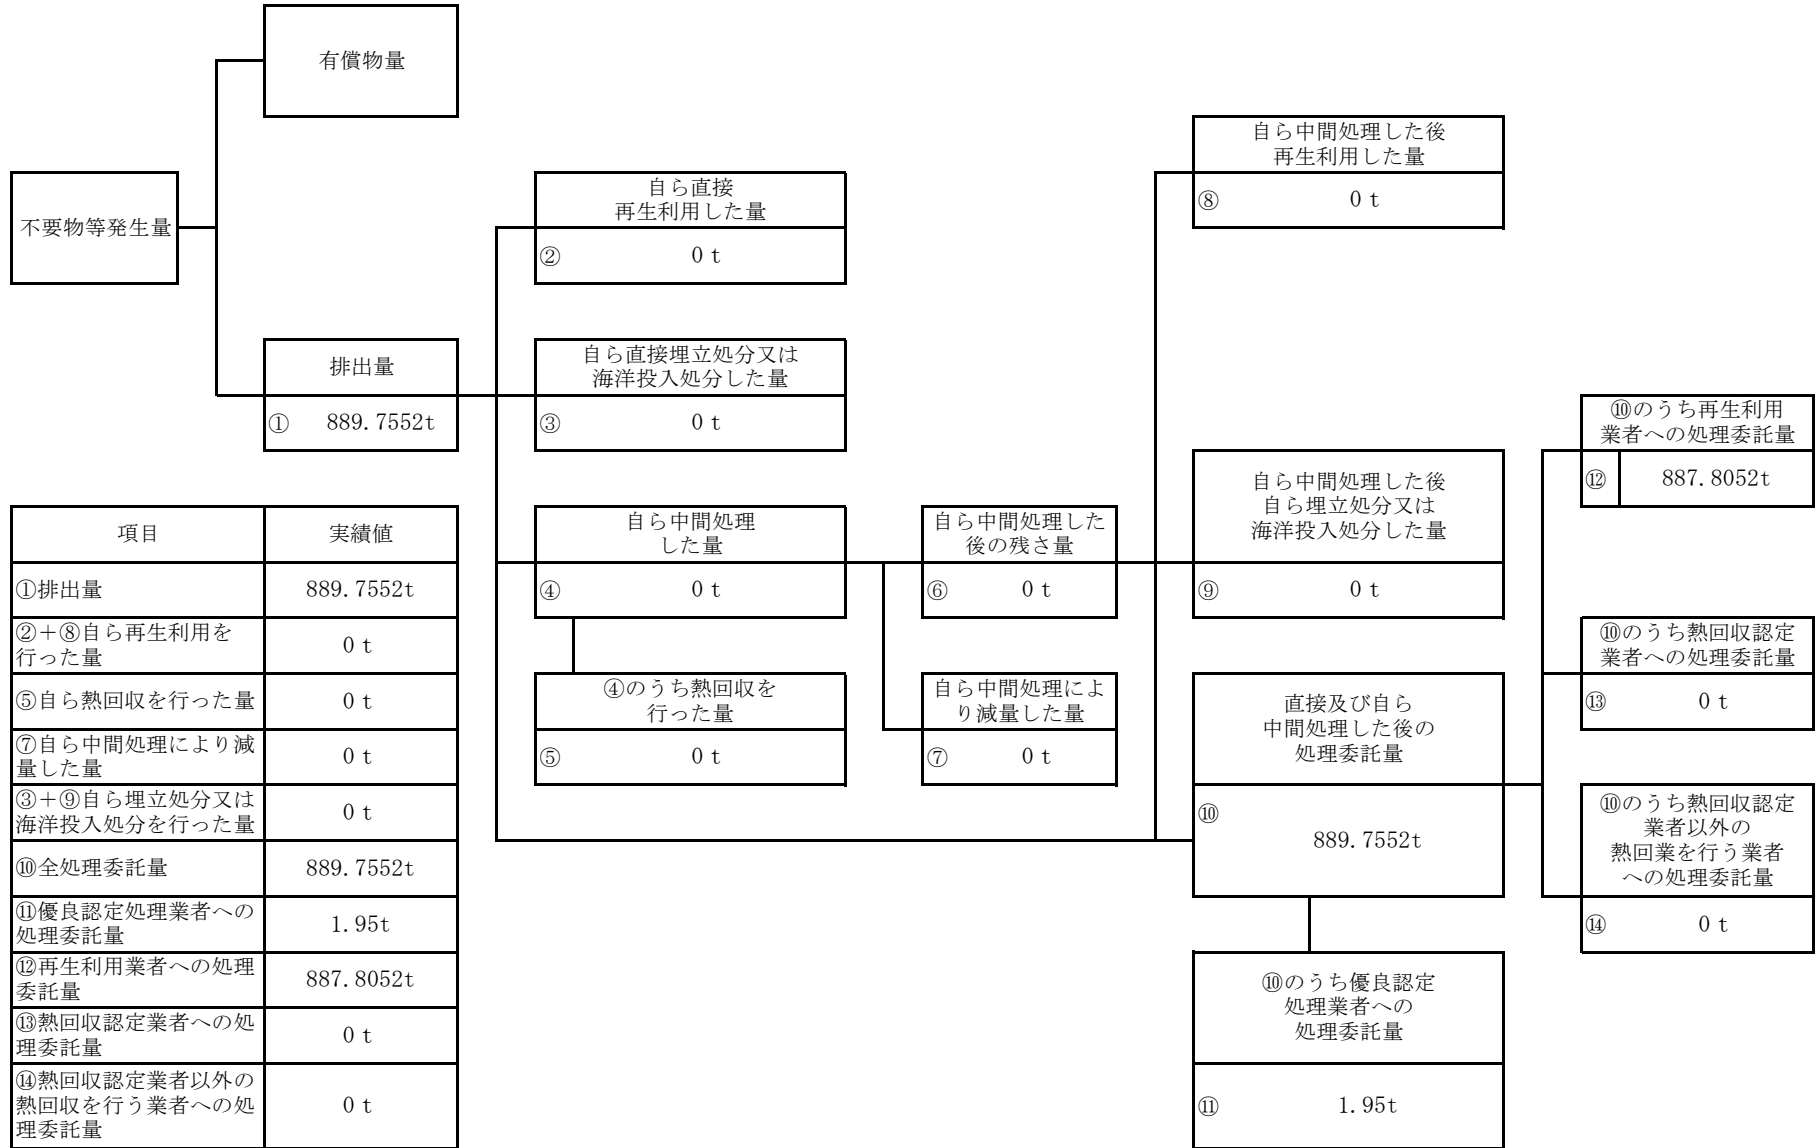 有償物量
不要物等発生量
排出量
① 889.7552t
自ら直接
再生利用した量
② 0 t
自ら直接埋立処分又は
海洋投入処分した量
③ 0 t
自ら中間処理
した量
④ 0 t
④のうち熱回収を
行った量
⑤ 0 t
自ら中間処理した
後の残さ量
⑥ 0 t
自ら中間処理によ
り減量した量
⑦ 0 t
自ら中間処理した後
再生利用した量
⑧ 0 t
自ら中間処理した後
自ら埋立処分又は
海洋投入処分した量
⑨ 0 t
直接及び自ら
中間処理した後の
処理委託量
⑩
889.7552t
⑩のうち優良認定
処理業者への
処理委託量
⑪ 1.95t
⑩のうち再生利用
業者への処理委託量
⑫ 887.8052t
⑩のうち熱回収認定
業者への処理委託量
⑬ 0 t
⑩のうち熱回収認定
業者以外の
熱回業を行う業者
への処理委託量
⑭ 0 t
項目 実績値
①排出量 889.7552t
②＋⑧自ら再生利用を
行った量 0 t
⑤自ら熱回収を行った量 0 t
⑦自ら中間処理により減
量した量 0 t
③＋⑨自ら埋立処分又は
海洋投入処分を行った量 0 t
⑩全処理委託量 889.7552t
⑪優良認定処理業者への
処理委託量 1.95t
⑫再生利用業者への処理
委託量 887.8052t
⑬熱回収認定業者への処
理委託量 0 t
⑭熱回収認定業者以外の
熱回収を行う業者への処
理委託量 0 t